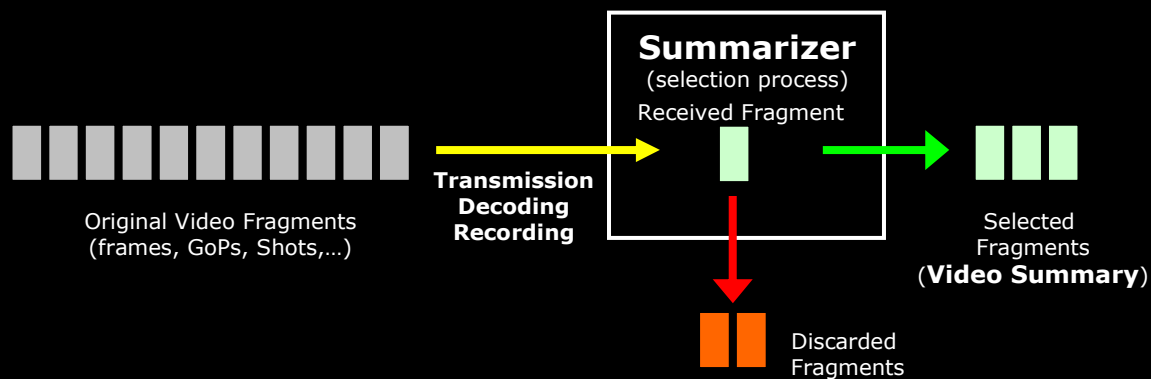 Summarizer
(selection process)
Received Fragment
Transmission
Decoding
Recording
Original Video Fragments
(frames, GoPs, Shots,...)
Selected
Fragments
(Video Summary)
Discarded
Fragments